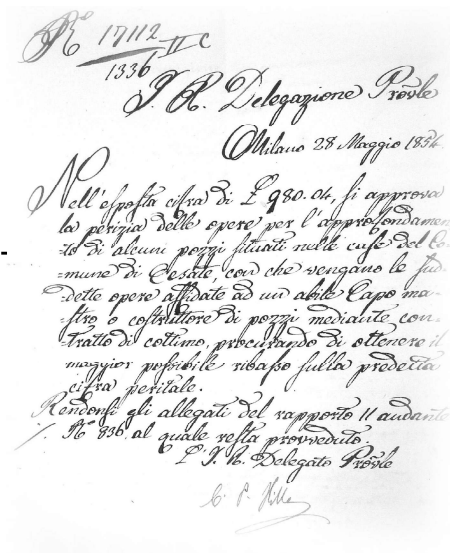 N.o 17112 II C
1336
I. R. Delegazione Prov.le
Milano 28 Maggio 1854
Nell'esposta cifra di £ 980.04, si approva
la perizia delle opere per l'approfondamen-
to di alcuni pozzi situati nelle case del Co-
mune di Cesate, con che vengano le sud-
dette opere affidate ad un abile Capo ma-
stro o costruttore di pozzi mediante con-
tratto di cottimo, procurando di ottenere il
maggior possibile ribasso sulla predetta
cifra peritale.
Rendonsi gli allegati del rapporto 11 andante
N.o 836. al quale resta provveduto.
L'I. R. Delegato Prov.le